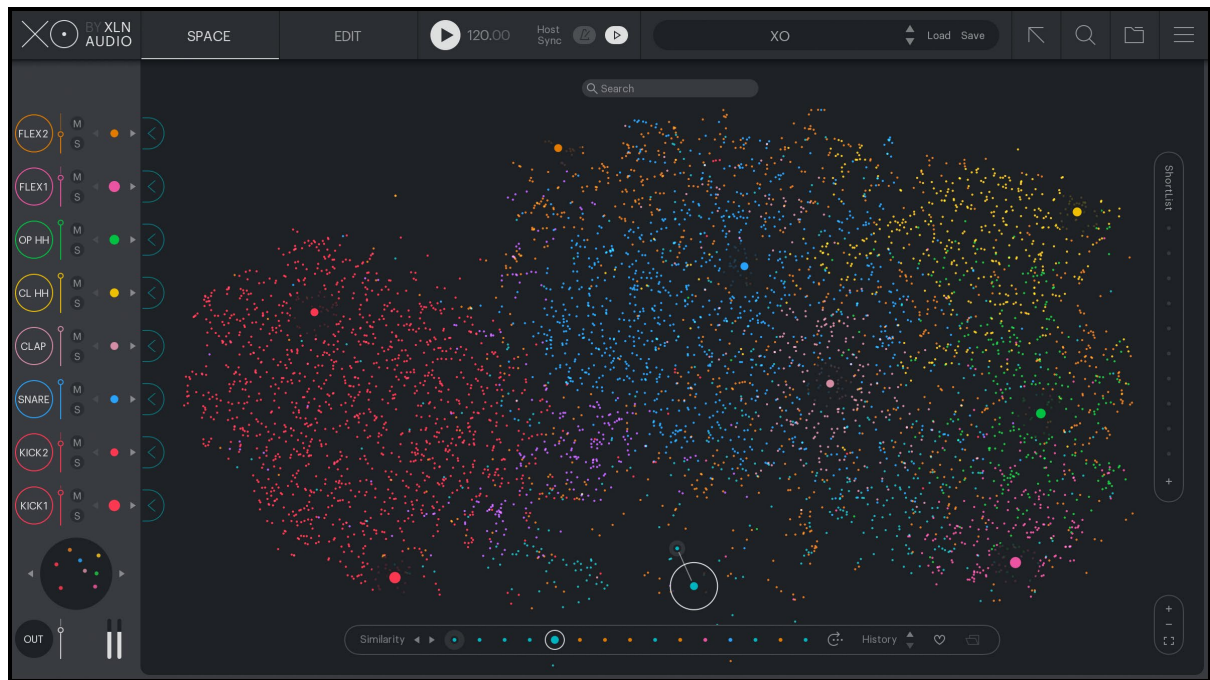 XO BY XLN
AUDIO
SPACE
EDIT
120.00
Host
Sync
XO
Load Save
Search
FLEX2
M
S
FLEX1
M
S
OP HH
M
S
CL HH
M
S
CLAP
M
S
SNARE
M
S
KICK2
M
S
KICK1
M
S
OUT
ShortList
+
Similarity
History
+
−